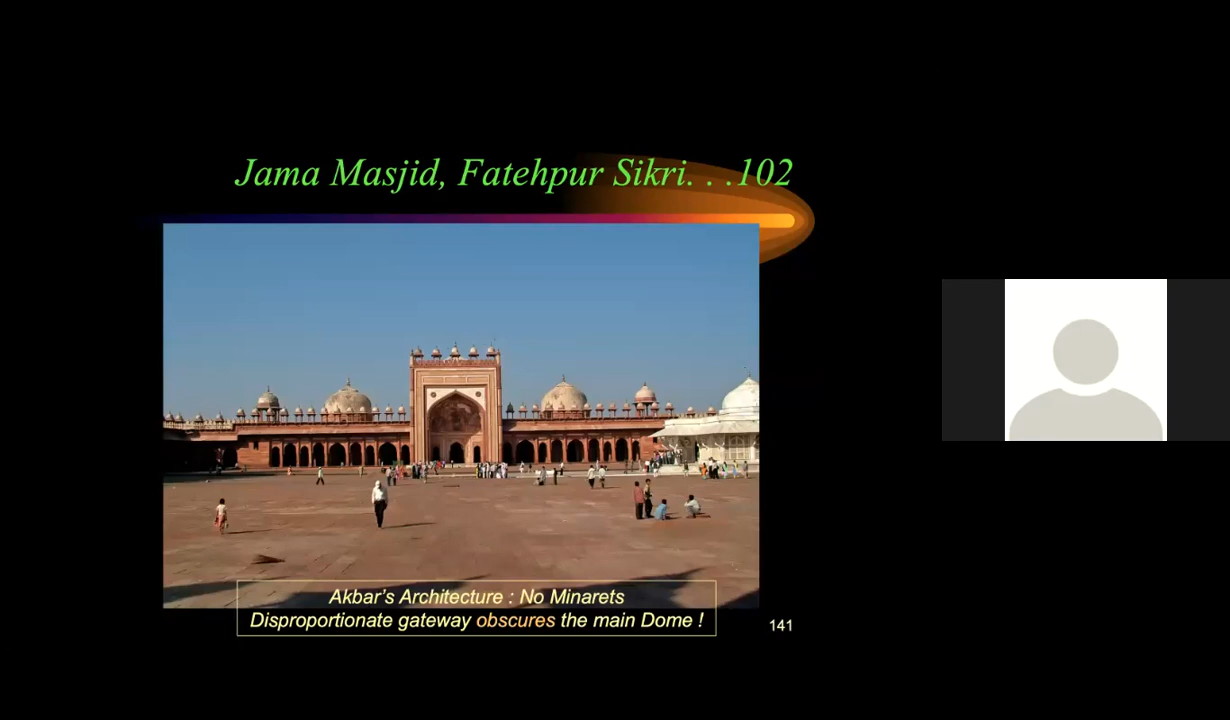 Jama Masjid, Fatehpur Sikri. . .102
Akbar's Architecture : No Minarets
Disproportionate gateway obscures the main Dome !
141